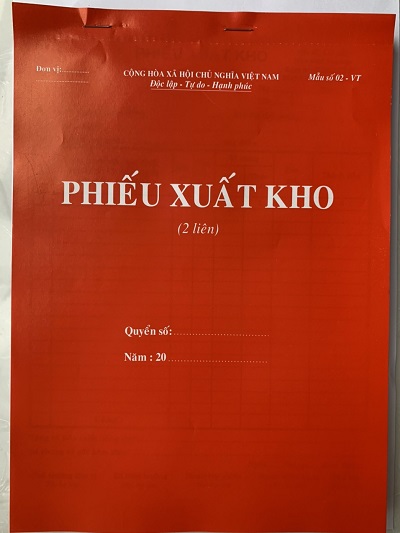 Đơn vị:............
CỘNG HÒA XÃ HỘI CHỦ NGHĨA VIỆT NAM
Mẫu số 02 - VT
Độc lập - Tự do - Hạnh phúc
PHIẾU XUẤT KHO
(2 liên)
Quyển số:..............................
Năm : 20..............................